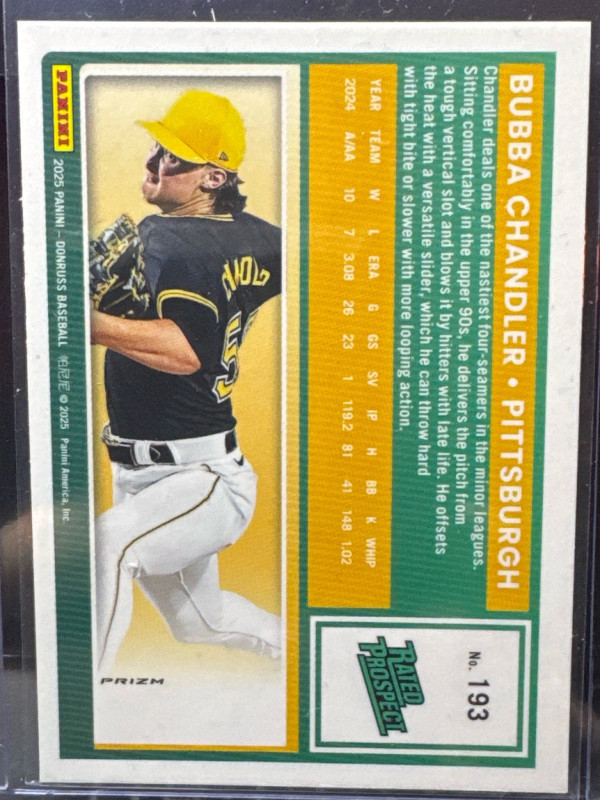 BUBBA CHANDLER • PITTSBURGH
Chandler deals one of the nastiest four-seamers in the minor leagues.
Sitting comfortably in the upper 90s, he delivers the pitch from
a tough vertical slot and blows it by hitters with late life. He offsets
the heat with a versatile slider, which he can throw hard
with tight bite or slower with more looping action.
YEAR TEAM W L ERA G GS SV IP H BB K WHIP
2024 A/AA 10 7 3.08 26 23 1 119.2 81 41 148 1.02
No. 193
RATED
PROSPECT
PRIZM
PANINI
2025 PANINI – DONRUSS BASEBALL 帕尼尼 © 2025 Panini America, Inc.